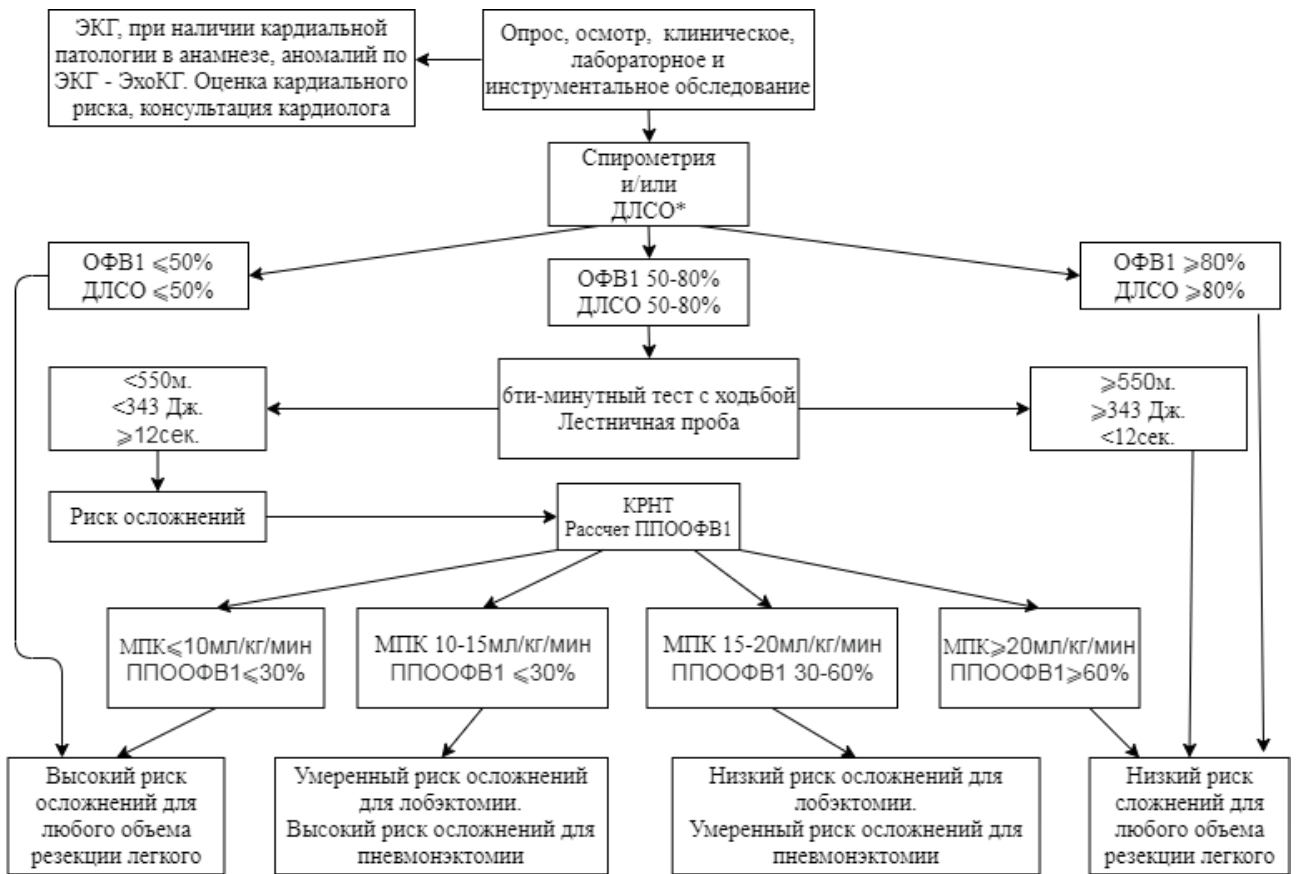 ЭКГ, при наличии кардиальной
патологии в анамнезе, аномалий по
ЭКГ - ЭхоКГ. Оценка кардиального
риска, консультация кардиолога
Опрос, осмотр, клиническое,
лабораторное и
инструментальное обследование
Спирометрия
и/или
ДЛСО*
ОФВ1 ⩽50%
ДЛСО ⩽50%
ОФВ1 50-80%
ДЛСО 50-80%
ОФВ1 ⩾80%
ДЛСО ⩾80%
<550м.
<343 Дж.
⩾12сек.
6ти-минутный тест с ходьбой
Лестничная проба
⩾550м.
⩾343 Дж.
<12сек.
Риск осложнений
КРНТ
Рассчет ППООФВ1
МПК⩽10мл/кг/мин
ППООФВ1⩽30%
МПК 10-15мл/кг/мин
ППООФВ1 ⩽30%
МПК 15-20мл/кг/мин
ППООФВ1 30-60%
МПК⩾20мл/кг/мин
ППООФВ1⩾60%
Высокий риск
осложнений для
любого объема
резекции легкого
Умеренный риск осложнений
для лобэктомии.
Высокий риск осложнений для
пневмонэктомии
Низкий риск осложнений для
лобэктомии.
Умеренный риск осложнений для
пневмонэктомии
Низкий риск
сложнений для
любого объема
резекции легкого